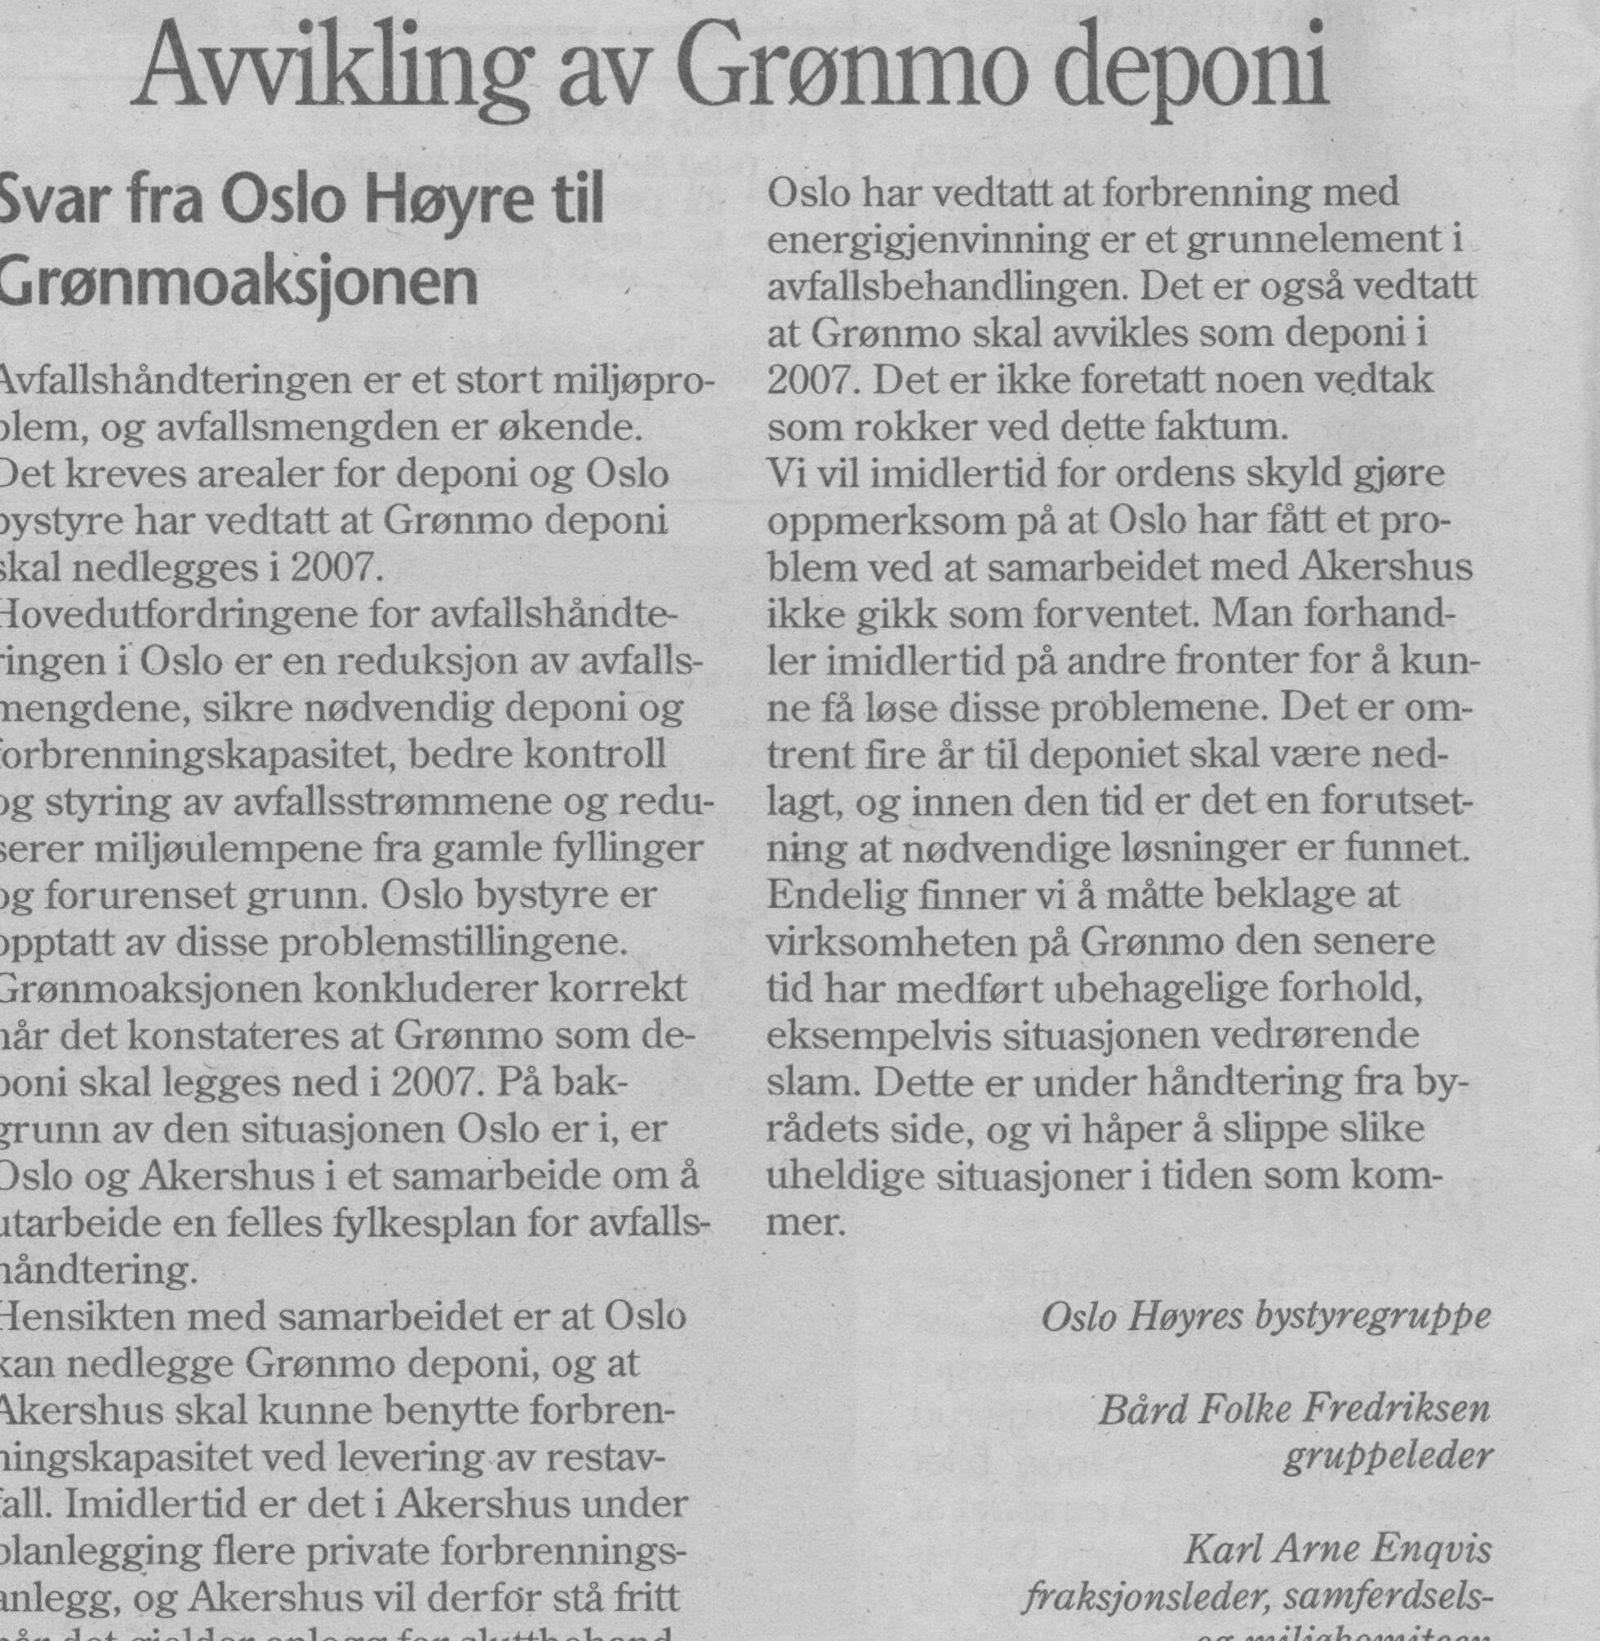 Avvikling av Grønmo deponi
Svar fra Oslo Høyre til
Grønmoaksjonen
Avfallshåndteringen er et stort miljøpro-
blem, og avfallsmengden er økende.
Det kreves arealer for deponi og Oslo
bystyre har vedtatt at Grønmo deponi
skal nedlegges i 2007.
Hovedutfordringene for avfallshåndte-
ringen i Oslo er en reduksjon av avfalls-
mengdene, sikre nødvendig deponi og
forbrenningskapasitet, bedre kontroll
og styring av avfallsstrømmene og redu-
serer miljøulempene fra gamle fyllinger
og forurenset grunn. Oslo bystyre er
opptatt av disse problemstillingene.
Grønmoaksjonen konkluderer korrekt
når det konstateres at Grønmo som de-
poni skal legges ned i 2007. På bak-
grunn av den situasjonen Oslo er i, er
Oslo og Akershus i et samarbeide om å
utarbeide en felles fylkesplan for avfalls-
håndtering.
Hensikten med samarbeidet er at Oslo
kan nedlegge Grønmo deponi, og at
Akershus skal kunne benytte forbren-
ningskapasitet ved levering av restav-
fall. Imidlertid er det i Akershus under
planlegging flere private forbrennings-
anlegg, og Akershus vil derfor stå fritt
når det gjelder anlegg for sluttbehand-
Oslo har vedtatt at forbrenning med
energigjenvinning er et grunnelement i
avfallsbehandlingen. Det er også vedtatt
at Grønmo skal avvikles som deponi i
2007. Det er ikke foretatt noen vedtak
som rokker ved dette faktum.
Vi vil imidlertid for ordens skyld gjøre
oppmerksom på at Oslo har fått et pro-
blem ved at samarbeidet med Akershus
ikke gikk som forventet. Man forhand-
ler imidlertid på andre fronter for å kun-
ne få løse disse problemene. Det er om-
trent fire år til deponiet skal være ned-
lagt, og innen den tid er det en forutset-
ning at nødvendige løsninger er funnet.
Endelig finner vi å måtte beklage at
virksomheten på Grønmo den senere
tid har medført ubehagelige forhold,
eksempelvis situasjonen vedrørende
slam. Dette er under håndtering fra by-
rådets side, og vi håper å slippe slike
uheldige situasjoner i tiden som kom-
mer.
Oslo Høyres bystyregruppe
Bård Folke Fredriksen
gruppeleder
Karl Arne Enqvis
fraksjonsleder, samferdsels-
og miljøkomiteen